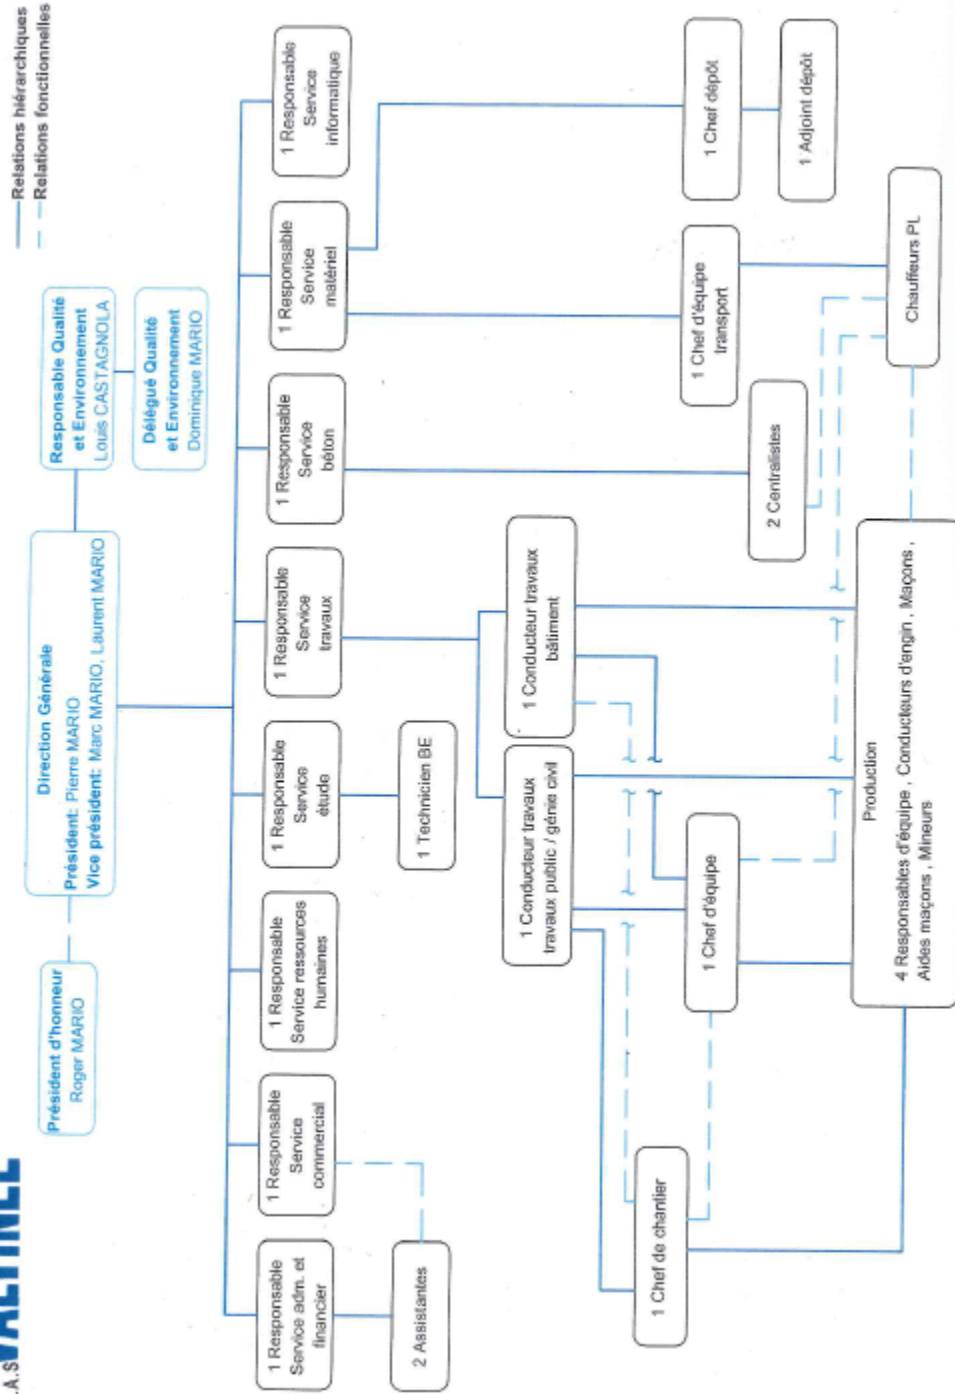 Relations hiérarchiques
Relations fonctionnelles
Président d'honneur
Roger MARIO
Direction Générale
Président: Pierre MARIO
Vice président: Marc MARIO, Laurent MARIO
Responsable Qualité
et Environnement
Louis CASTAGNOLA
Délégué Qualité
et Environnement
Dominique MARIO
1 Responsable
Service adm. et
financier
1 Responsable
Service
commercial
1 Responsable
Service ressources
humaines
1 Responsable
Service
étude
1 Responsable
Service
travaux
1 Responsable
Service
béton
1 Responsable
Service
matériel
1 Responsable
Service
informatique
2 Assistantes
1 Technicien BE
1 Conducteur travaux
travaux public / génie civil
1 Conducteur travaux
bâtiment
1 Chef de chantier
1 Chef d'équipe
2 Centralistes
1 Chef d'équipe
transport
1 Chef dépôt
1 Adjoint dépôt
Production
4 Responsables d'équipe , Conducteurs d'engin , Maçons ,
Aides maçons , Mineurs
Chauffeurs PL